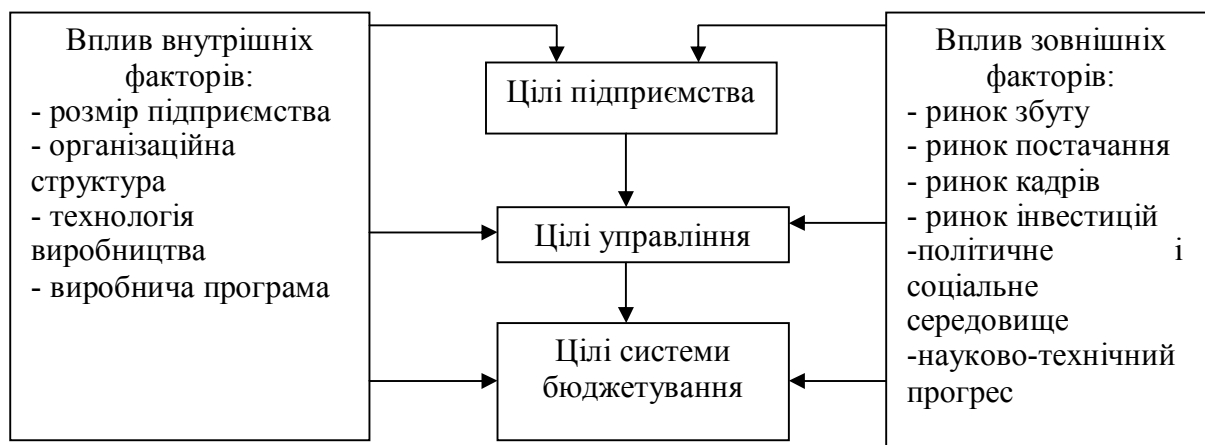 Вплив внутрішніх
факторів:
- розмір підприємства
- організаційна
структура
- технологія
виробництва
- виробнича програма
Цілі підприємства
Цілі управління
Цілі системи
бюджетування
Вплив зовнішніх
факторів:
- ринок збуту
- ринок постачання
- ринок кадрів
- ринок інвестицій
-політичне і
соціальне
середовище
-науково-технічний
прогрес